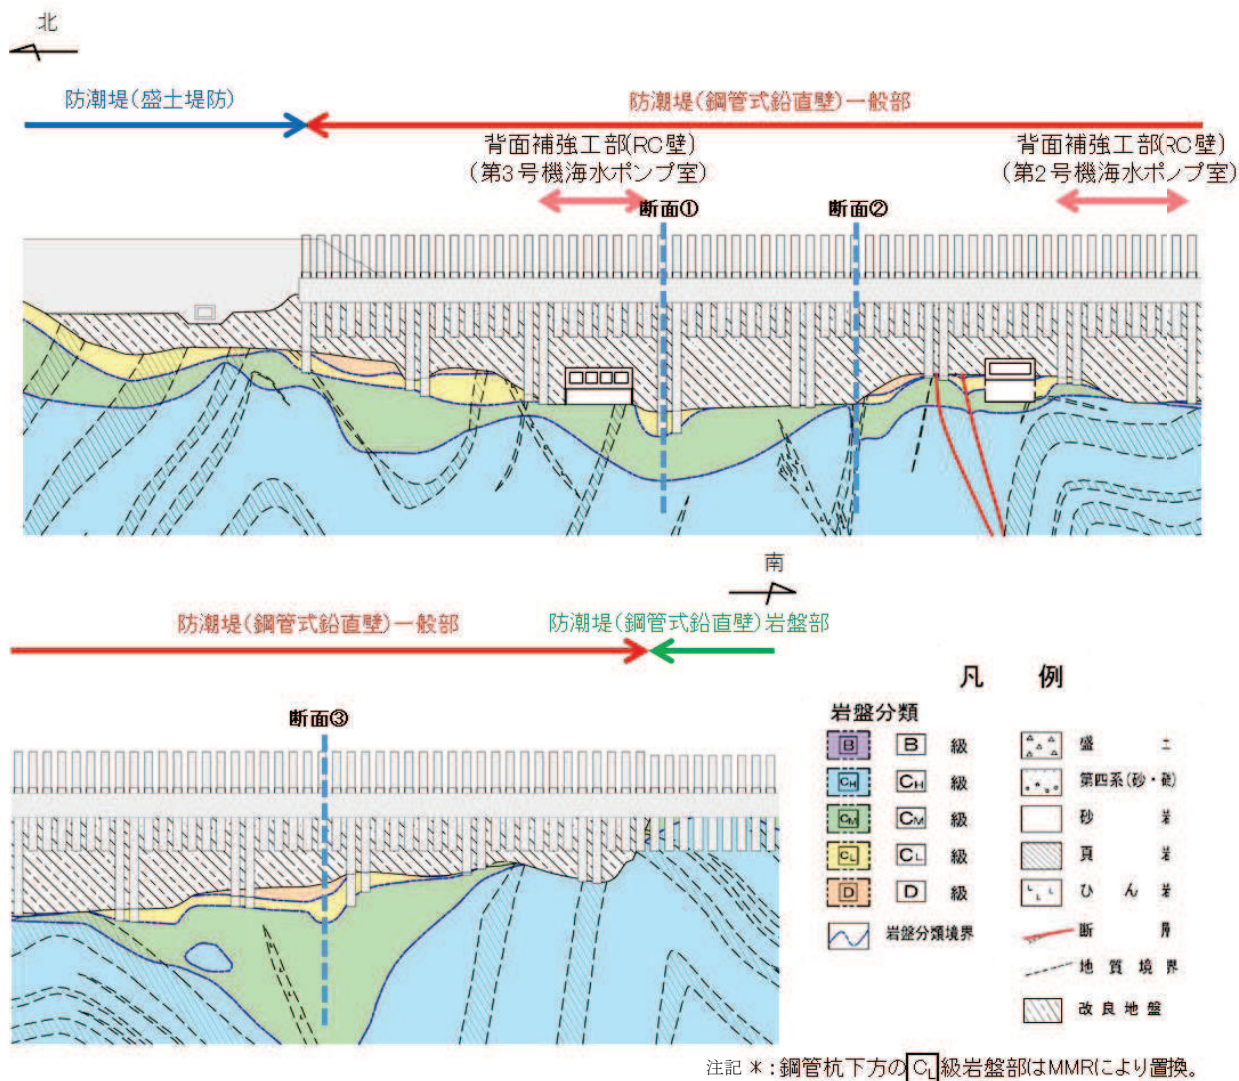 北
防潮堤(盛土堤防)
防潮堤(鋼管式鉛直壁)一般部
背面補強工部(RC壁)
(第3号機海水ポンプ室)
背面補強工部(RC壁)
(第2号機海水ポンプ室)
断面①
断面②
南
防潮堤(鋼管式鉛直壁)一般部
防潮堤(鋼管式鉛直壁)岩盤部
断面③
凡 例
岩盤分類
B B 級
CH CH 級
CM CM 級
CL CL 級
D D 級
岩盤分類境界
盛 土
第四系(砂・礫)
砂 岩
頁 岩
ひん岩
断 層
地質境界
改良地盤
注記 *:鋼管杭下方のCL級岩盤部はMMRにより置換。